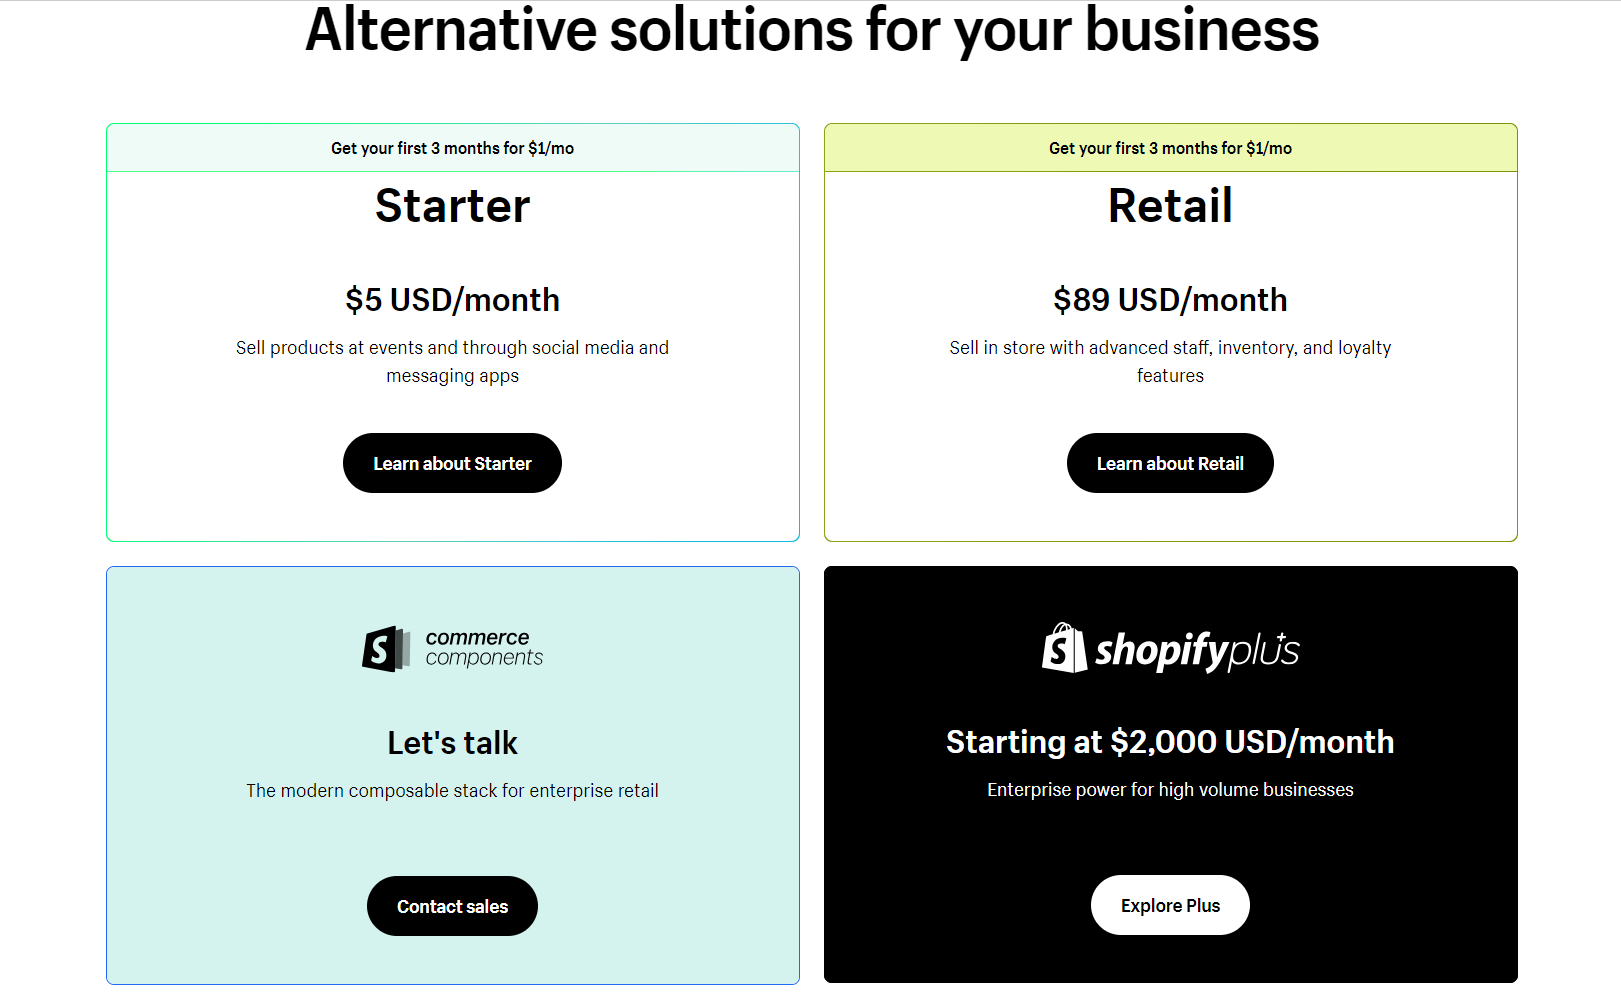 Alternative solutions for your business
Get your first 3 months for $1/mo
Starter
$5 USD/month
Sell products at events and through social media and
messaging apps
Learn about Starter
Get your first 3 months for $1/mo
Retail
$89 USD/month
Sell in store with advanced staff, inventory, and loyalty
features
Learn about Retail
S commerce
components
Let's talk
The modern composable stack for enterprise retail
Contact sales
S shopifyplus
Starting at $2,000 USD/month
Enterprise power for high volume businesses
Explore Plus